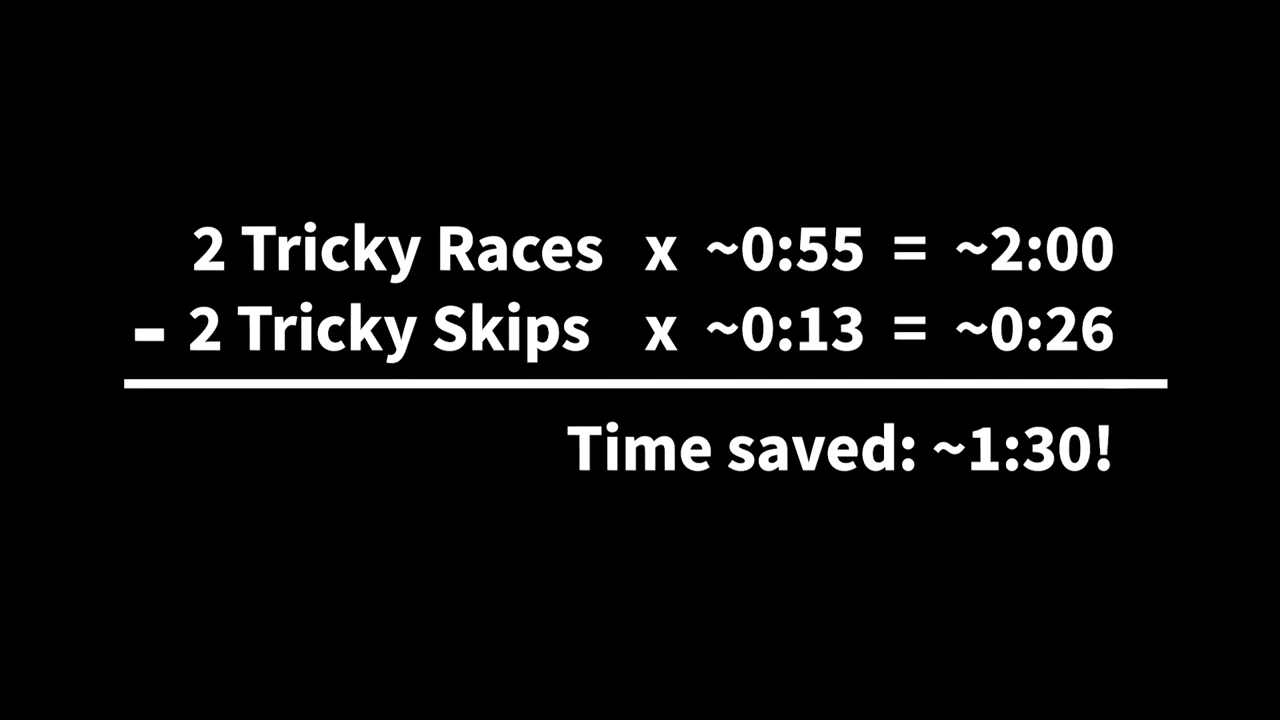 2 Tricky Races x ~0:55 = ~2:00
- 2 Tricky Skips x ~0:13 = ~0:26
Time saved: ~1:30!